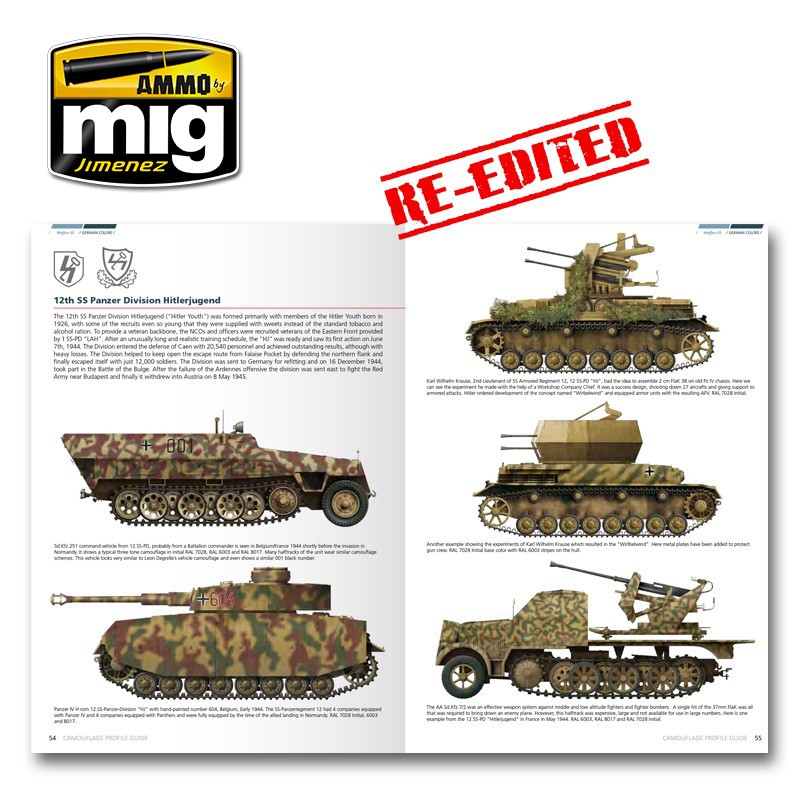 AMMO by
mig
Jimenez
RE-EDITED
Waffen SS / GERMAN COLORS /
Waffen SS / GERMAN COLORS /
12th SS Panzer Division Hitlerjugend
The 12th SS Panzer Division Hitlerjugend ("Hitler Youth") was formed primarily with members of the Hitler Youth born in
1926, with some of the recruits even so young that they were supplied with sweets instead of the standard tobacco and
alcohol ration. To provide a veteran backbone, the NCOs and officers were recruited veterans of the Eastern Front provided
by 1 SS-PD "LAH". After an unusually long and realistic training schedule, the "HJ" was ready and saw its first action on June
7th, 1944. The Division entered the defense of Caen with 20,540 personnel and achieved outstanding results, although with
heavy losses. The Division helped to keep open the escape route from Falaise Pocket by defending the northern flank and
finally escaped itself with just 12,000 soldiers. The Division was sent to Germany for refitting and on 16 December 1944,
took part in the Battle of the Bulge. After the failure of the Ardennes offensive the division was sent east to fight the Red
Army near Budapest and finally it withdrew into Austria on 8 May 1945.
001
Sd.Kfz.251 command vehicle from 12.SS-PD, probably from a Battalion commander is seen in Belgium/France 1944 shortly before the invasion in
Normandy. It shows a typical three tone camouflage in initial RAL 7028, RAL 6003 and RAL 8017. Many halftracks of the unit wear similar camouflage
schemes. This vehicle looks very similar to Leon Degrelle's vehicle camouflage and even shows a similar 001 black number.
604
Panzer IV H rom 12.SS-Panzer-Division "HJ" with hand-painted number 604, Belgium, Early 1944. The SS-Panzerregiment 12 had 4 companies equipped
with Panzer IV and 4 companies equipped with Panthers and were fully equipped by the time of the allied landing in Normandy. RAL 7028, 6003
and 8017.
54 CAMOUFLAGE PROFILE GUIDE
Karl Wilhelm Krause, 2nd Lieutenant of SS Armored Regiment 12, 12 SS-PD "HJ", had the idea to assemble 2 cm FlaK 38 on old Pz IV chassis. Here we
can see the experiment he made with the help of a Workshop Company Chief. It was a success design, shooting down 27 aircrafts and giving support to
armored attacks. Hitler ordered development of the concept named "Wirbelwind" and equipped armor units with the resulting AFV. RAL 7028 Initial.
Another example showing the experiments of Karl Wilhelm Krause which resulted in the "Wirlbelwind". Here metal plates have been added to protect
gun crew. RAL 7028 Initial base color with RAL 6003 stripes on the hull.
The AA Sd.Kfz.7/2 was an effective weapon system against middle and low altitude fighters and fighter bombers. A single hit of the 37mm FlaK was all
that was required to bring down an enemy plane. However, this halftrack was expensive, large and not available for use in large numbers. Here is one
example from the 12.SS-PD "Hitlerjugend" in France in May 1944. RAL 6003, RAL 8017 and RAL 7028 Initial.
CAMOUFLAGE PROFILE GUIDE 55